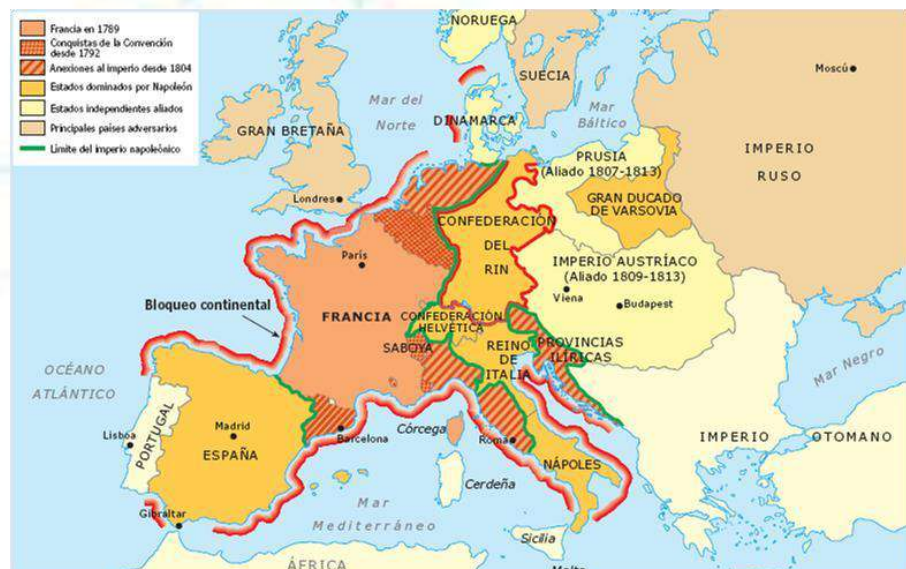 Francia en 1789
Conquistas de la Convención
desde 1792
Anexiones al imperio desde 1804
Estados dominados por Napoleón
Estados independientes aliados
Principales países adversarios
Limite del imperio napoleónico
NORUEGA
SUECIA
Moscú
Mar del
Norte
Mar
Báltico
DINAMARCA
GRAN BRETAÑA
PRUSIA
(Aliado 1807-1813)
IMPERIO
RUSO
GRAN DUCADO
DE VARSOVIA
Londres
CONFEDERACIÓN
DEL
RIN
París
IMPERIO AUSTRÍACO
(Aliado 1809-1813)
Viena
Budapest
Bloqueo continental
FRANCIA
CONFEDERACIÓN
HELVÉTICA
SABOYA
REINO
DE
ITALIA
PROVINCIAS
ILÍRICAS
Mar Negro
OCÉANO
ATLÁNTICO
PORTUGAL
Lisboa
Madrid
ESPAÑA
Barcelona
Córcega
Roma
NÁPOLES
IMPERIO
OTOMANO
Cerdeña
Mar
Mediterráneo
Gibraltar
Sicilia
ÁFRICA
Malta